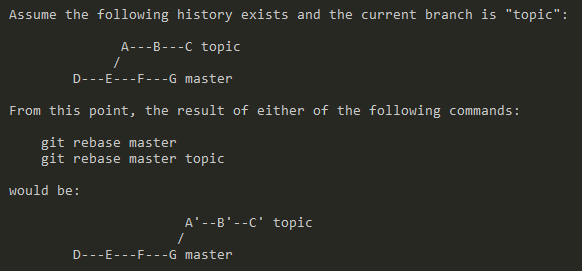 Assume the following history exists and the current branch is "topic":
A---B---C topic
/
D---E---F---G master
From this point, the result of either of the following commands:
git rebase master
git rebase master topic
would be:
A'--B'--C' topic
/
D---E---F---G master